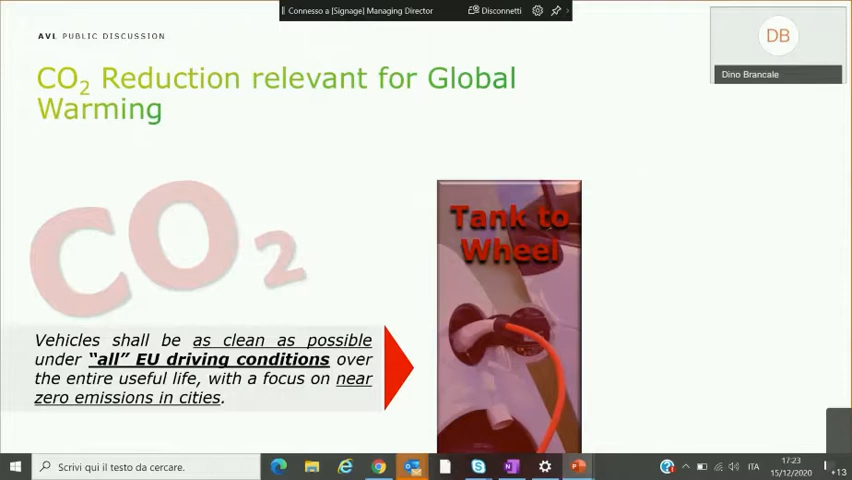 Connesso a [Signage] Managing Director
Disconnetti
AVL PUBLIC DISCUSSION
DB
Dino Brancale
CO2 Reduction relevant for Global
Warming
CO2
Tank to
Wheel
Vehicles shall be as clean as possible
under “all” EU driving conditions over
the entire useful life, with a focus on near
zero emissions in cities.
Scrivi qui il testo da cercare.
ITA
17:23
15/12/2020
+13